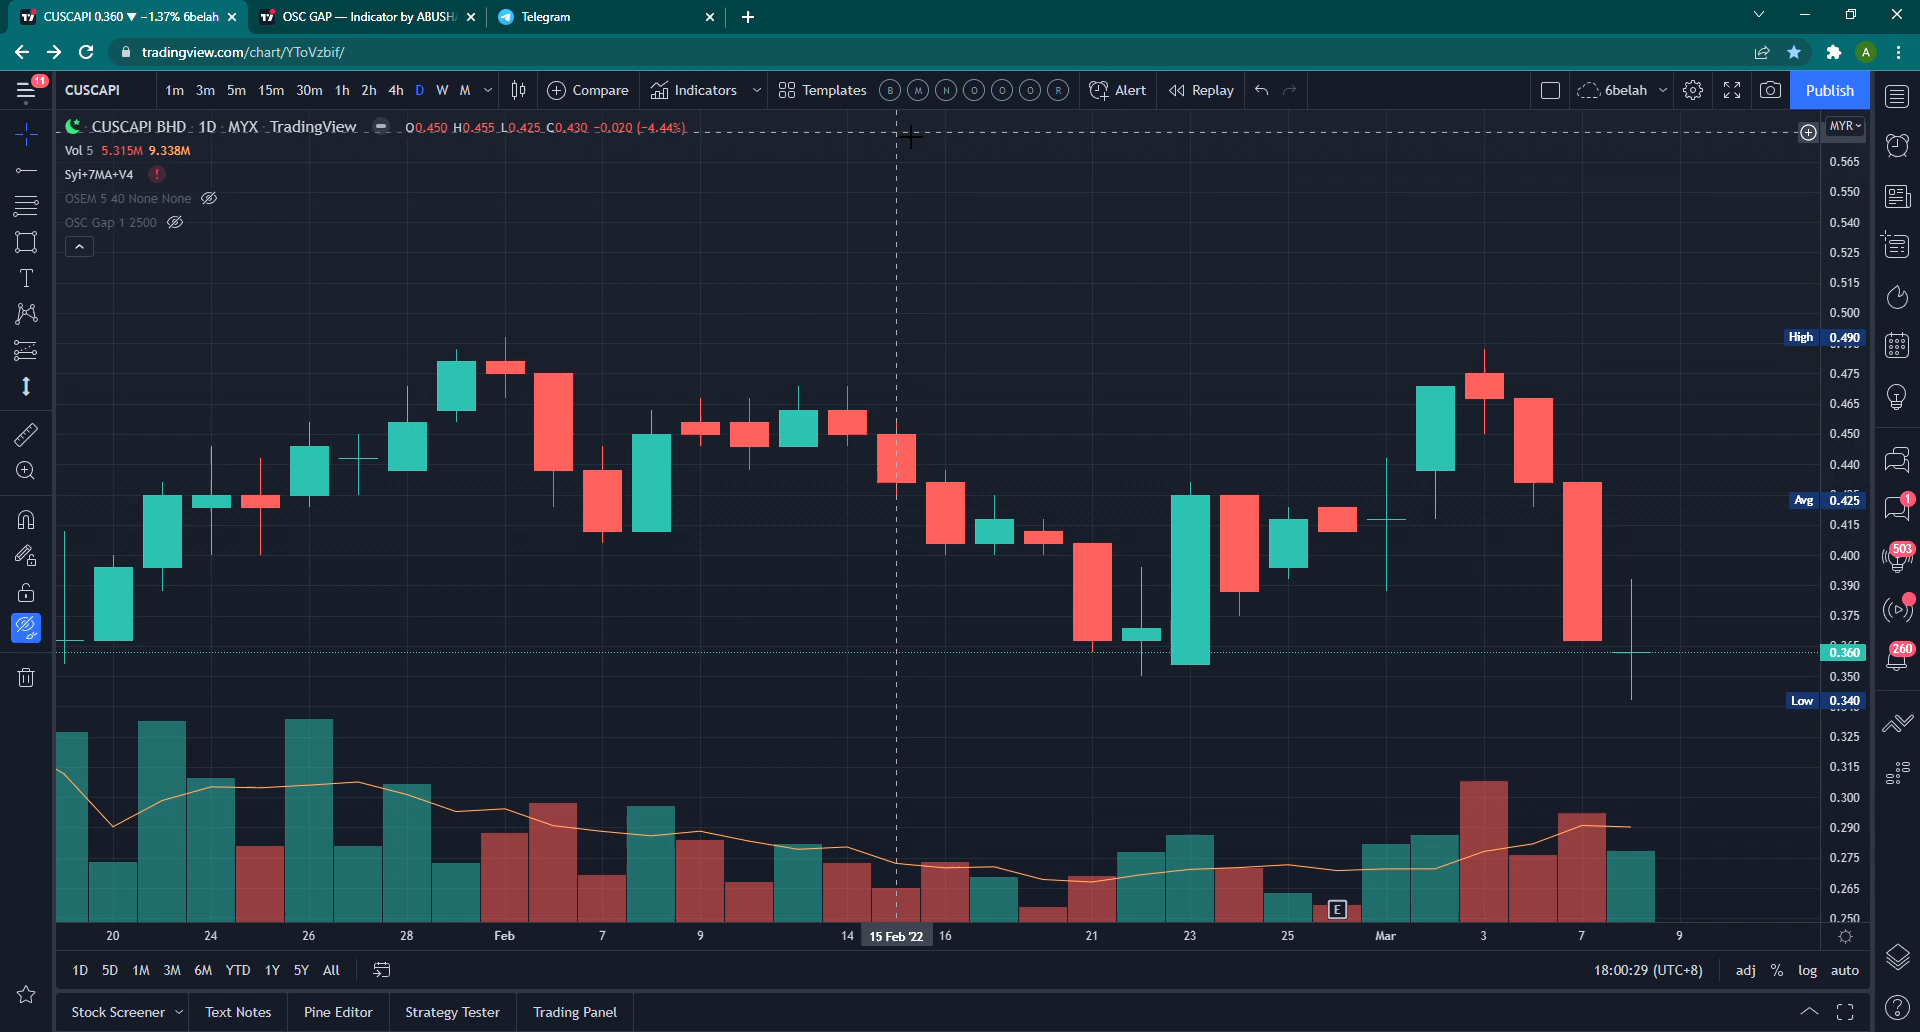 CUSCAPI 0.360 ▼ −1.37% 6belah
OSC GAP — Indicator by ABUSHA
Telegram
tradingview.com/chart/YToVzbif/
A
11
CUSCAPI 1m 3m 5m 15m 30m 1h 2h 4h D W M Compare Indicators Templates B M N O O O R Alert Replay 6belah Publish
CUSCAPI BHD · 1D · MYX · TradingView O0.450 H0.455 L0.425 C0.430 −0.020 (−4.44%)
MYR
Vol 5 5.315M 9.338M
Syi+7MA+V4 !
OSEM 5 40 None None
OSC Gap 1 2500
0.565
0.550
0.540
0.525
0.515
0.500
High 0.490
0.475
0.465
0.450
0.440
Avg 0.425
0.415
0.400
0.390
0.375
0.360
0.350
Low 0.340
0.325
0.315
0.300
0.290
0.275
0.265
0.250
1
503
260
E
20 24 26 28 Feb 7 9 14 15 Feb '22 16 21 23 25 Mar 3 7 9
1D 5D 1M 3M 6M YTD 1Y 5Y All 18:00:29 (UTC+8) adj % log auto
Stock Screener Text Notes Pine Editor Strategy Tester Trading Panel